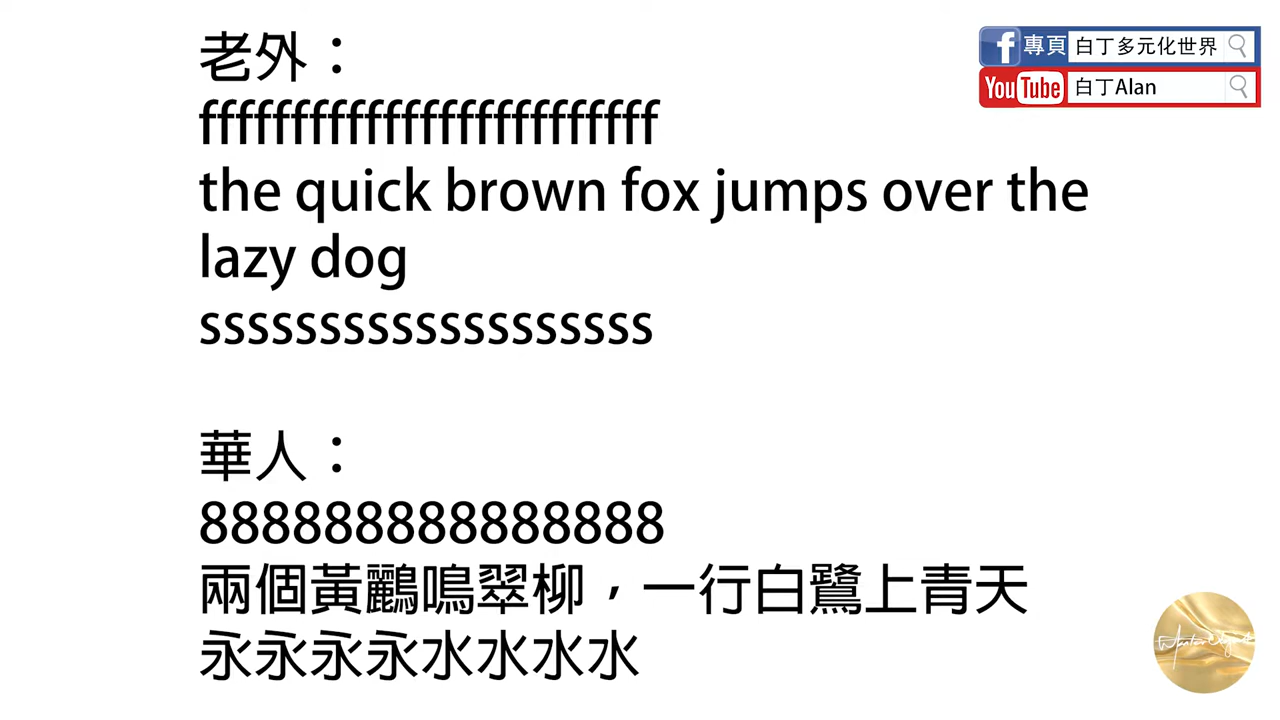 老外：
fffffffffffffffffffffffff
the quick brown fox jumps over the
lazy dog
sssssssssssssssssss
華人：
888888888888888
兩個黃鸝鳴翠柳，一行白鷺上青天
永永永永水水水水
f 專頁 白丁多元化世界
YouTube 白丁Alan